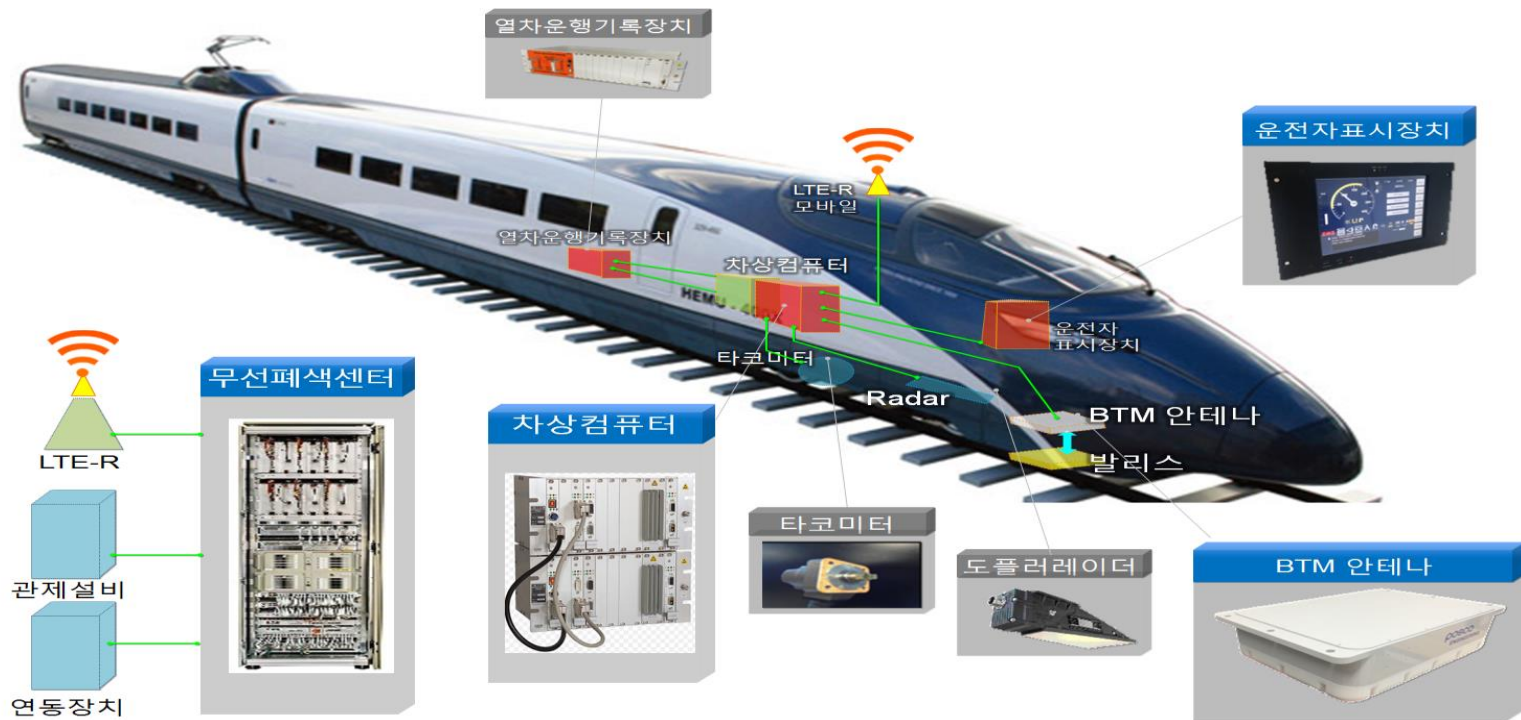 열차운행기록장치
운전자표시장치
LTE-R
모바일
열차운행기록장치
차상컴퓨터
HEMU - 400
운전자
표시장치
타코미터
Radar
BTM 안테나
발리스
무선폐색센터
LTE-R
관제설비
연동장치
차상컴퓨터
타코미터
도플러레이더
BTM 안테나
posco